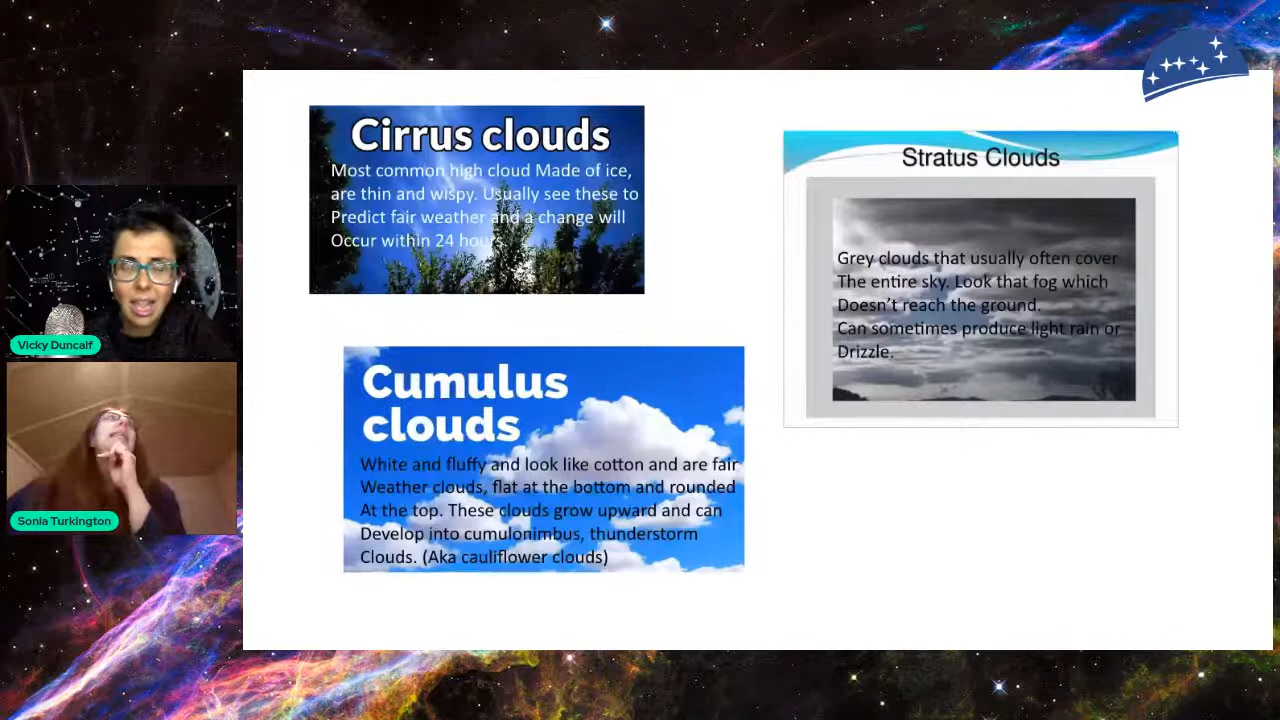 Cirrus clouds
Most common high cloud Made of ice,
are thin and wispy. Usually see these to
Predict fair weather and a change will
Occur within 24 hours.
Stratus Clouds
Grey clouds that usually often cover
The entire sky. Look that fog which
Doesn't reach the ground.
Can sometimes produce light rain or
Drizzle.
Cumulus
clouds
White and fluffy and look like cotton and are fair
Weather clouds, flat at the bottom and rounded
At the top. These clouds grow upward and can
Develop into cumulonimbus, thunderstorm
Clouds. (Aka cauliflower clouds)
Vicky Duncalf
Sonia Turkington